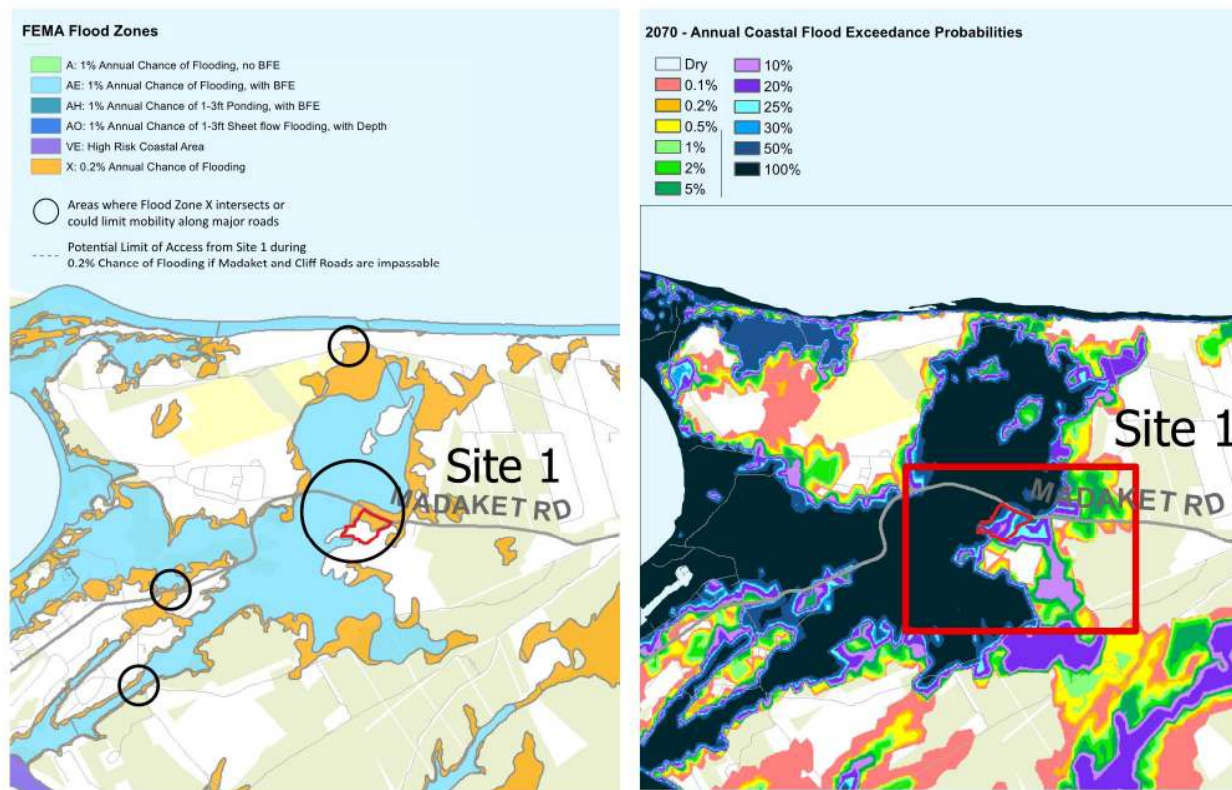 FEMA Flood Zones
A: 1% Annual Chance of Flooding, no BFE
AE: 1% Annual Chance of Flooding, with BFE
AH: 1% Annual Chance of 1-3ft Ponding, with BFE
AO: 1% Annual Chance of 1-3ft Sheet flow Flooding, with Depth
VE: High Risk Coastal Area
X: 0.2% Annual Chance of Flooding
Areas where Flood Zone X intersects or
could limit mobility along major roads
Potential Limit of Access from Site 1 during
0.2% Chance of Flooding if Madaket and Cliff Roads are impassable
Site 1
MADAKET RD
2070 - Annual Coastal Flood Exceedance Probabilities
Dry
0.1%
0.2%
0.5%
1%
2%
5%
10%
20%
25%
30%
50%
100%
Site 1
MADAKET RD